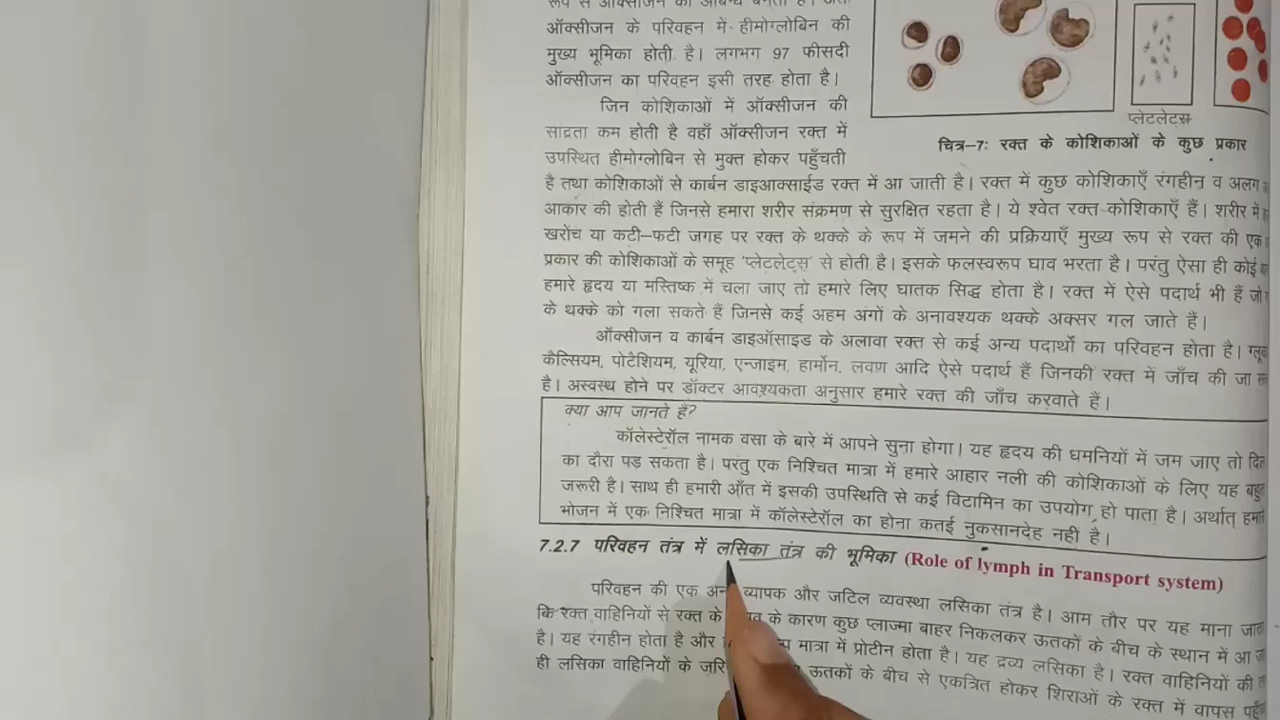 ऑक्सीजन के परिवहन में हीमोग्लोबिन की
मुख्य भूमिका होती है। लगभग 97 फीसदी
ऑक्सीजन का परिवहन इसी तरह होता है।
जिन कोशिकाओं में ऑक्सीजन की
सांद्रता कम होती है वहाँ ऑक्सीजन रक्त में
उपस्थित हीमोग्लोबिन से मुक्त होकर पहुँचती
प्लेटलेट्स
चित्र–7: रक्त के कोशिकाओं के कुछ प्रकार
है तथा कोशिकाओं से कार्बन डाइआक्साईड रक्त में आ जाती है। रक्त में कुछ कोशिकाएँ रंगहीन व अलग
आकार की होती हैं जिनसे हमारा शरीर संक्रमण से सुरक्षित रहता है। ये श्वेत रक्त–कोशिकाएँ हैं। शरीर में
खरोंच या कटी–फटी जगह पर रक्त के थक्के के रूप में जमने की प्रक्रियाएँ मुख्य रूप से रक्त की एक
प्रकार की कोशिकाओं के समूह 'प्लेटलेट्स' से होती है। इसके फलस्वरूप घाव भरता है। परंतु ऐसा ही कोई
हमारे हृदय या मस्तिष्क में चला जाए तो हमारे लिए घातक सिद्ध होता है। रक्त में ऐसे पदार्थ भी हैं जो
के थक्के को गला सकते हैं जिनसे कई अहम अंगों के अनावश्यक थक्के अक्सर गल जाते हैं।
ऑक्सीजन व कार्बन डाइऑसाइड के अलावा रक्त से कई अन्य पदार्थों का परिवहन होता है।
कैल्सियम, पोटैशियम, यूरिया, एन्जाइम, हार्मोन, लवण आदि ऐसे पदार्थ हैं जिनकी रक्त में जाँच की जा
है। अस्वस्थ होने पर डॉक्टर आवश्यकता अनुसार हमारे रक्त की जाँच करवाते हैं।
क्या आप जानते हैं?
कॉलेस्टेरॉल नामक वसा के बारे में आपने सुना होगा। यह हृदय की धमनियों में जम जाए तो दिल
का दौरा पड़ सकता है। परंतु एक निश्चित मात्रा में हमारे आहार नली की कोशिकाओं के लिए यह बहुत
जरूरी है। साथ ही हमारी आँत में इसकी उपस्थिति से कई विटामिन का उपयोग हो पाता है। अर्थात् हमारे
भोजन में एक निश्चित मात्रा में कॉलेस्टेरॉल का होना कतई नुकसानदेह नहीं है।
7.2.7 परिवहन तंत्र में लसिका तंत्र की भूमिका (Role of lymph in Transport system)
परिवहन की एक व्यापक और जटिल व्यवस्था लसिका तंत्र है। आम तौर पर यह माना जाता
कि रक्त वाहिनियों से रक्त के के कारण कुछ प्लाज्मा बाहर निकलकर ऊतकों के बीच के स्थान में आ
है। यह रंगहीन होता है और मात्रा में प्रोटीन होता है। यह द्रव्य लसिका है। रक्त वाहिनियों की
ही लसिका वाहिनियों के ऊतकों के बीच से एकत्रित होकर शिराओं के रक्त में वापस